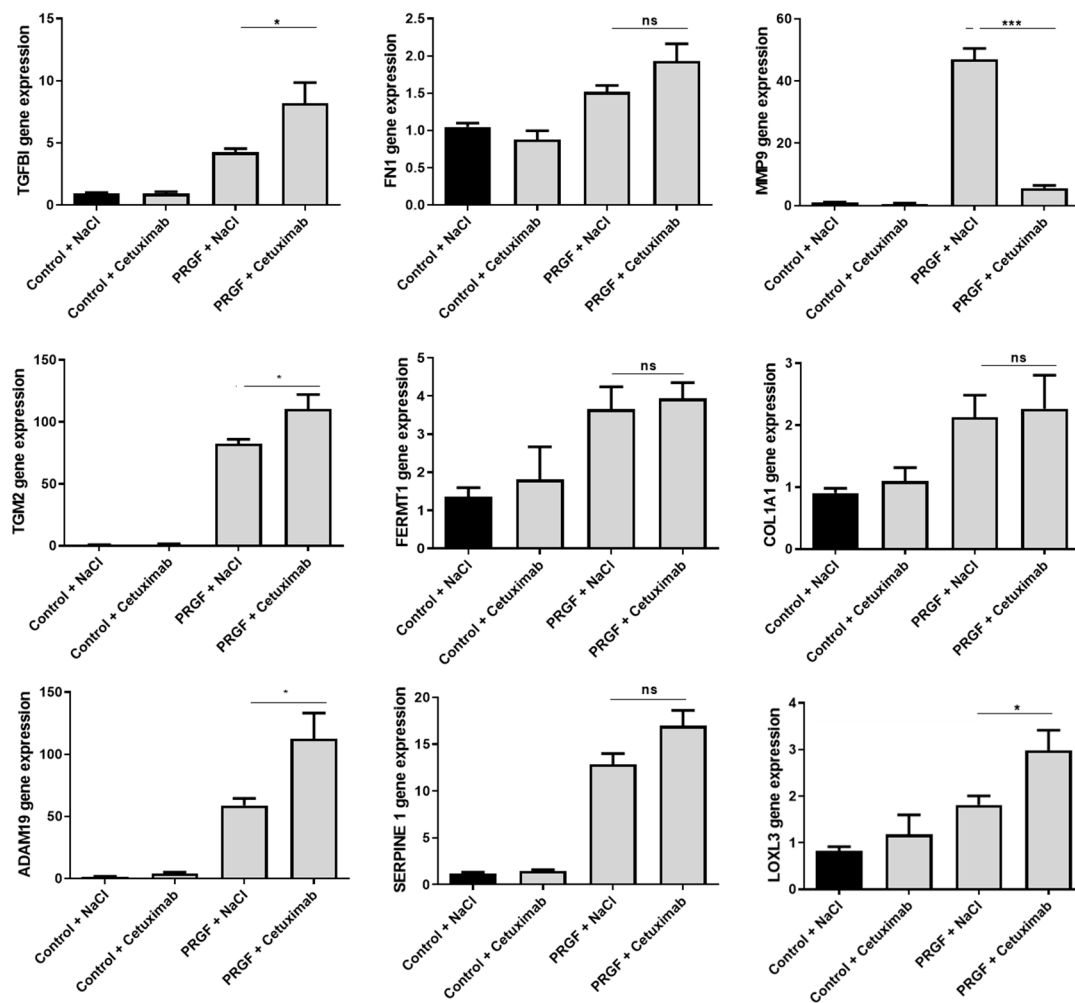 TGFBI gene expression
15
10
5
0
*
Control + NaCl
Control + Cetuximab
PRGF + NaCl
PRGF + Cetuximab
FN1 gene expression
2.5
2.0
1.5
1.0
0.5
0.0
ns
Control + NaCl
Control + Cetuximab
PRGF + NaCl
PRGF + Cetuximab
MMP9 gene expression
60
40
20
0
***
Control + NaCl
Control + Cetuximab
PRGF + NaCl
PRGF + Cetuximab
TGM2 gene expression
150
100
50
0
*
Control + NaCl
Control + Cetuximab
PRGF + NaCl
PRGF + Cetuximab
FERMT1 gene expression
5
4
3
2
1
0
ns
Control + NaCl
Control + Cetuximab
PRGF + NaCl
PRGF + Cetuximab
COL1A1 gene expression
3
2
1
0
ns
Control + NaCl
Control + Cetuximab
PRGF + NaCl
PRGF + Cetuximab
ADAM19 gene expression
150
100
50
0
*
Control + NaCl
Control + Cetuximab
PRGF + NaCl
PRGF + Cetuximab
SERPINE 1 gene expression
20
15
10
5
0
ns
Control + NaCl
Control + Cetuximab
PRGF + NaCl
PRGF + Cetuximab
LOXL3 gene expression
4
3
2
1
0
*
Control + NaCl
Control + Cetuximab
PRGF + NaCl
PRGF + Cetuximab